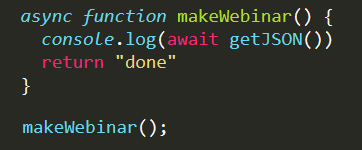 async function makeWebinar() {
  console.log(await getJSON())
  return "done"
}
makeWebinar();